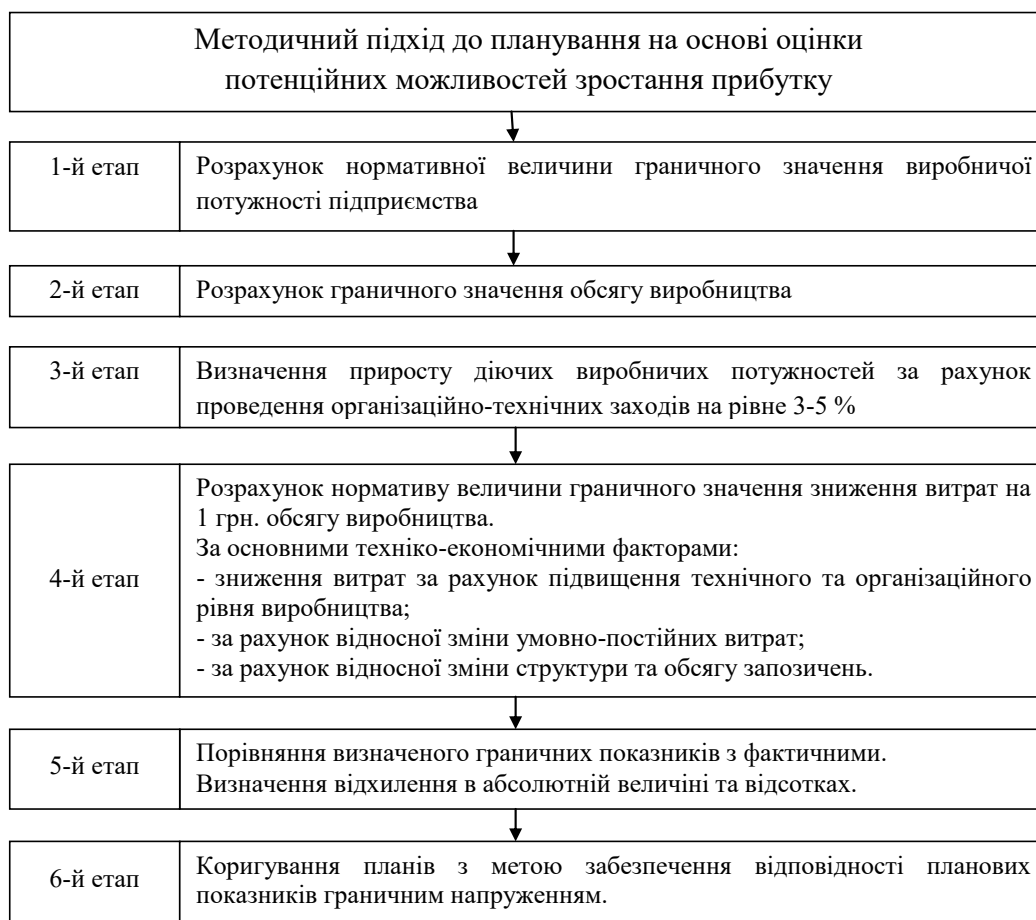 Методичний підхід до планування на основі оцінки
потенційних можливостей зростання прибутку
1-й етап
Розрахунок нормативної величини граничного значення виробничої
потужності підприємства
2-й етап
Розрахунок граничного значення обсягу виробництва
3-й етап
Визначення приросту діючих виробничих потужностей за рахунок
проведення організаційно-технічних заходів на рівне 3-5 %
4-й етап
Розрахунок нормативу величини граничного значення зниження витрат на
1 грн. обсягу виробництва.
За основними техніко-економічними факторами:
- зниження витрат за рахунок підвищення технічного та організаційного
рівня виробництва;
- за рахунок відносної зміни умовно-постійних витрат;
- за рахунок відносної зміни структури та обсягу запозичень.
5-й етап
Порівняння визначеного граничних показників з фактичними.
Визначення відхилення в абсолютній величіні та відсотках.
6-й етап
Коригування планів з метою забезпечення відповідності планових
показників граничним напруженням.